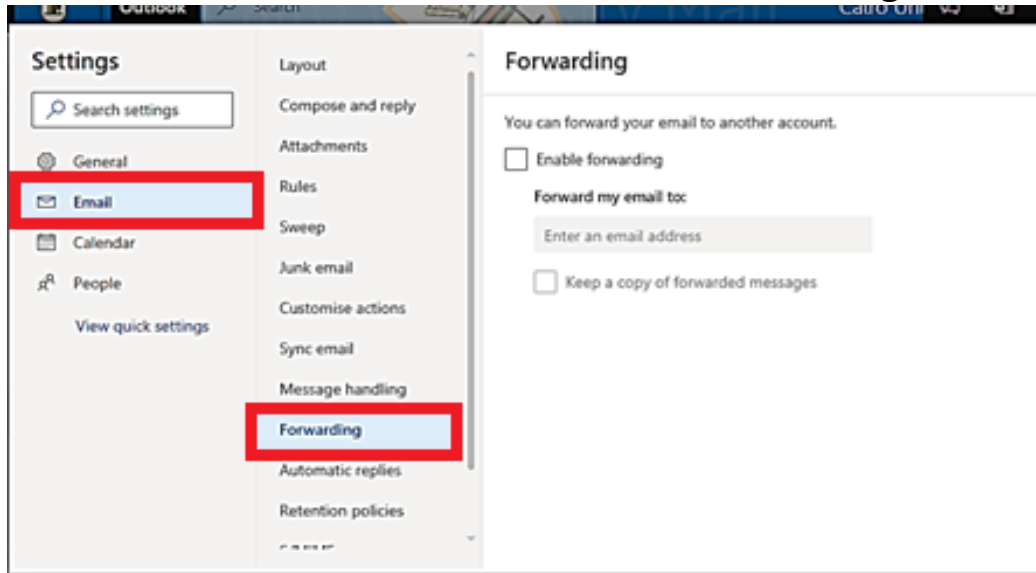 Outlook
Search
Settings
Search settings
General
Email
Calendar
People
View quick settings
Layout
Compose and reply
Attachments
Rules
Sweep
Junk email
Customise actions
Sync email
Message handling
Forwarding
Automatic replies
Retention policies
Forwarding
You can forward your email to another account.
Enable forwarding
Forward my email to:
Enter an email address
Keep a copy of forwarded messages